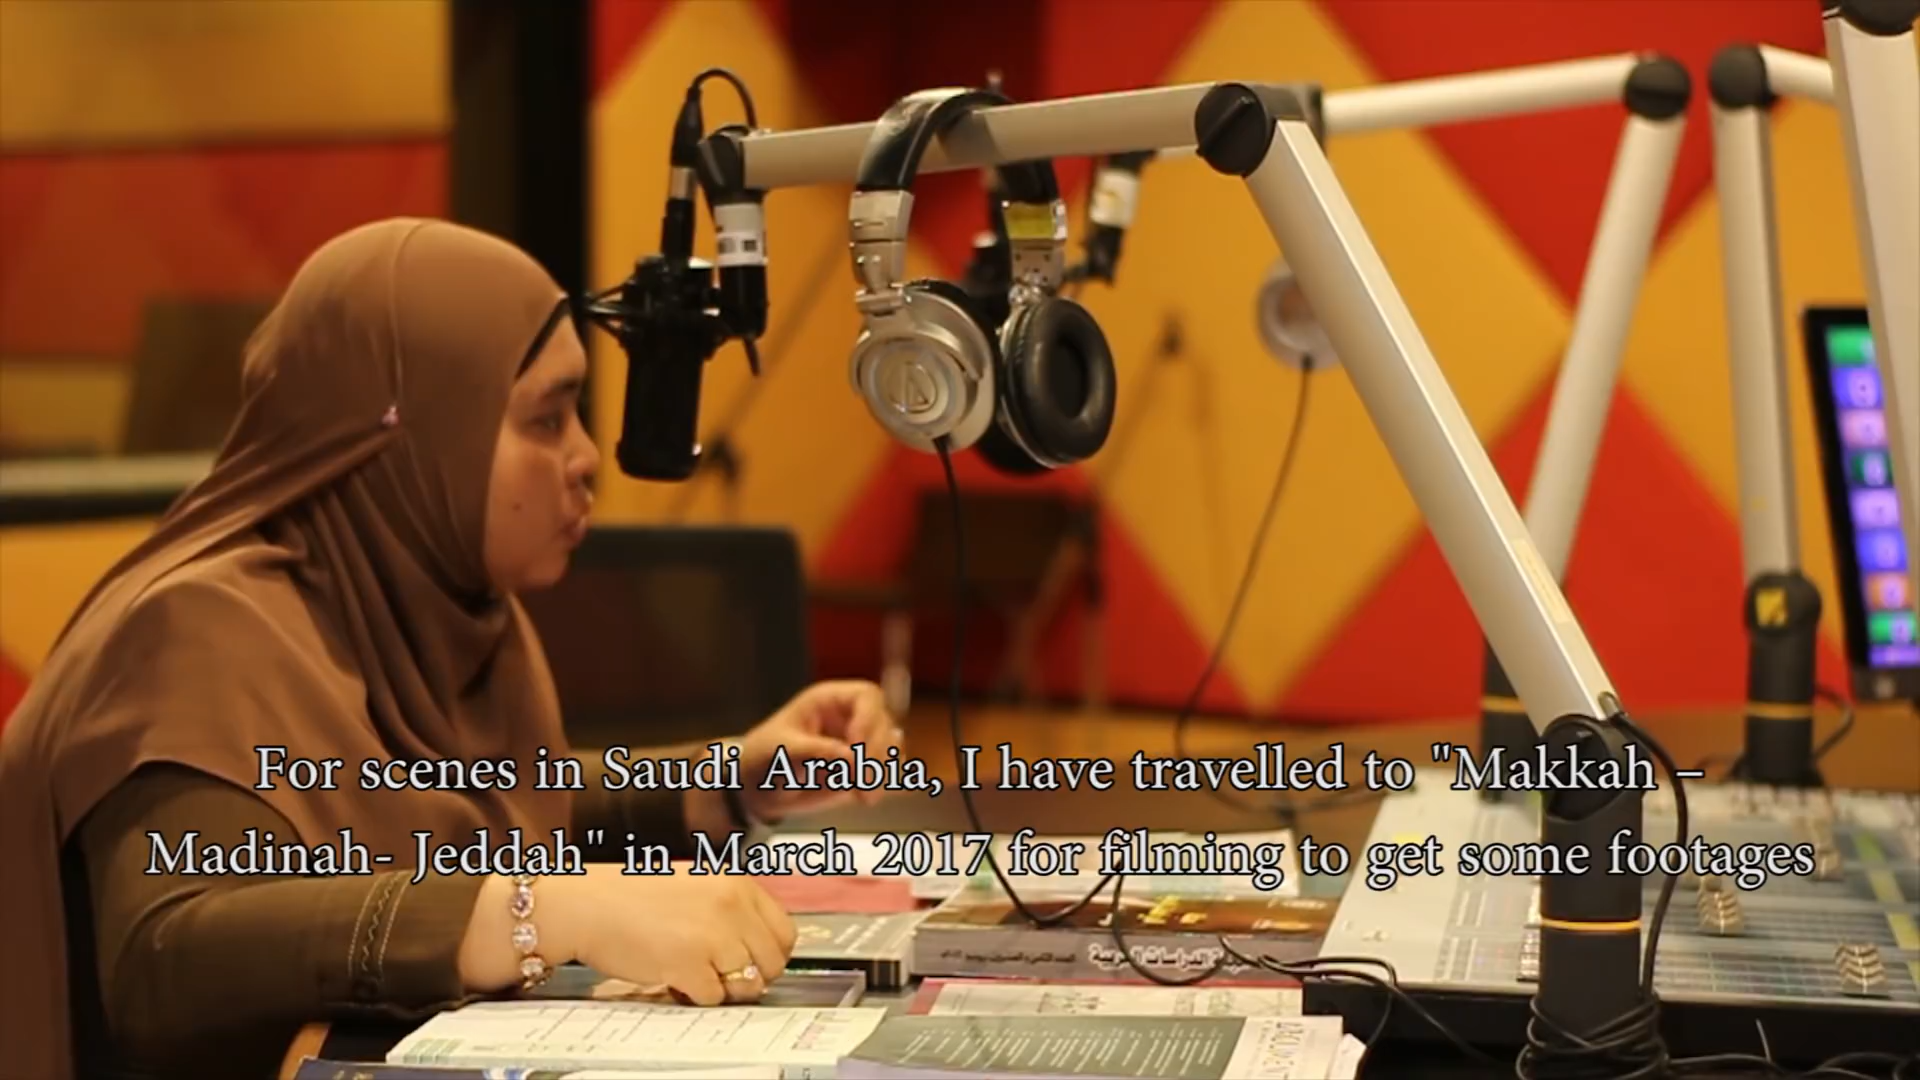 For scenes in Saudi Arabia, I have travelled to "Makkah –
Madinah- Jeddah" in March 2017 for filming to get some footages